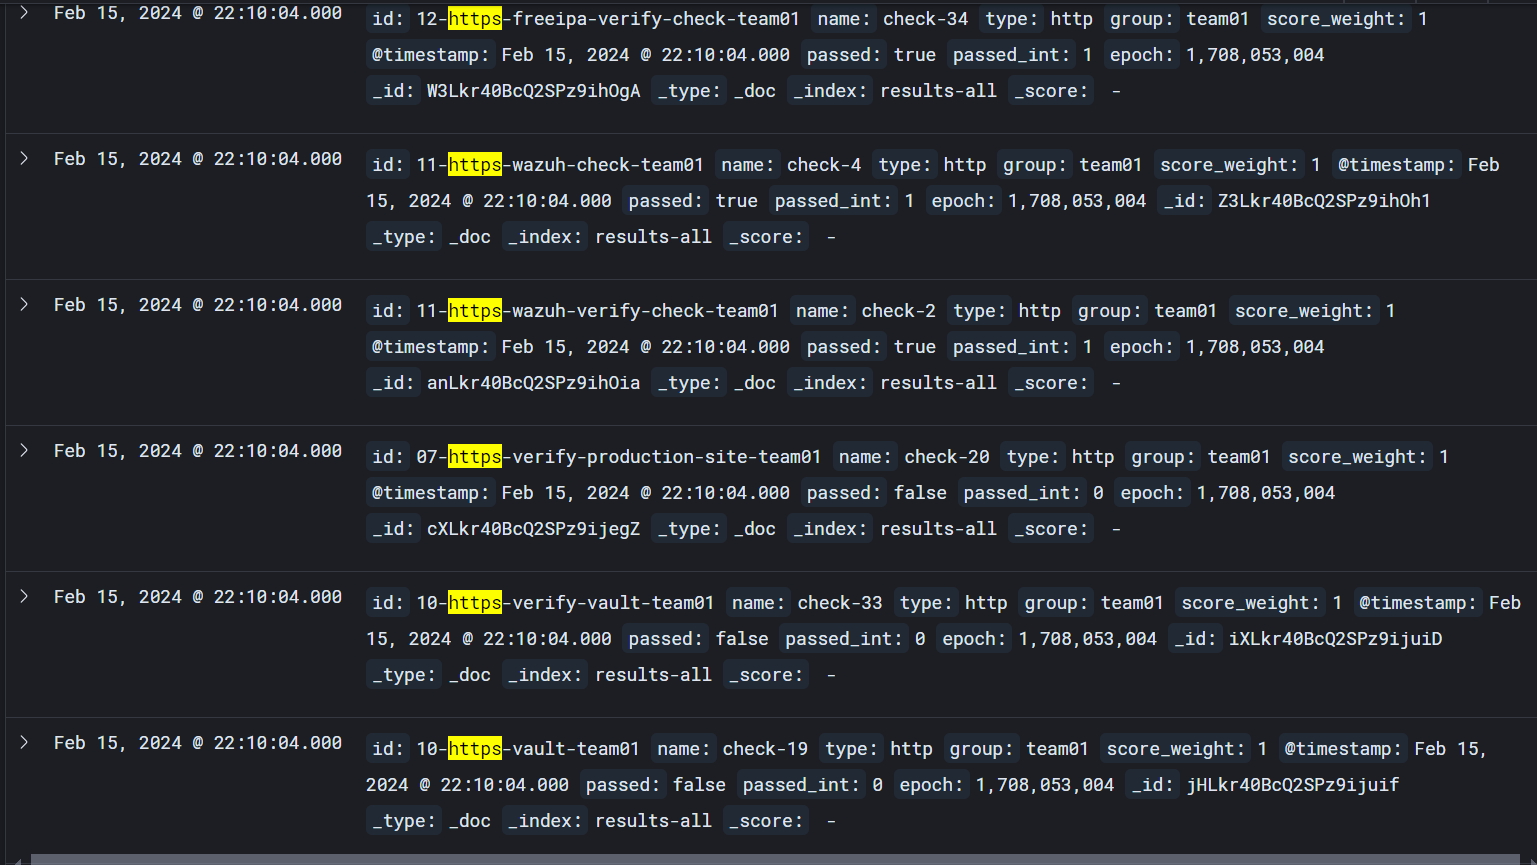 Feb 15, 2024 @ 22:10:04.000 id: 12-https-freeipa-verify-check-team01 name: check-34 type: http group: team01 score_weight: 1
@timestamp: Feb 15, 2024 @ 22:10:04.000 passed: true passed_int: 1 epoch: 1,708,053,004
_id: W3Lkr40BcQ2SPz9ihOgA _type: _doc _index: results-all _score: -
Feb 15, 2024 @ 22:10:04.000 id: 11-https-wazuh-check-team01 name: check-4 type: http group: team01 score_weight: 1 @timestamp: Feb
15, 2024 @ 22:10:04.000 passed: true passed_int: 1 epoch: 1,708,053,004 _id: Z3Lkr40BcQ2SPz9ihOh1
_type: _doc _index: results-all _score: -
Feb 15, 2024 @ 22:10:04.000 id: 11-https-wazuh-verify-check-team01 name: check-2 type: http group: team01 score_weight: 1
@timestamp: Feb 15, 2024 @ 22:10:04.000 passed: true passed_int: 1 epoch: 1,708,053,004
_id: anLkr40BcQ2SPz9ihOia _type: _doc _index: results-all _score: -
Feb 15, 2024 @ 22:10:04.000 id: 07-https-verify-production-site-team01 name: check-20 type: http group: team01 score_weight: 1
@timestamp: Feb 15, 2024 @ 22:10:04.000 passed: false passed_int: 0 epoch: 1,708,053,004
_id: cXLkr40BcQ2SPz9ijegZ _type: _doc _index: results-all _score: -
Feb 15, 2024 @ 22:10:04.000 id: 10-https-verify-vault-team01 name: check-33 type: http group: team01 score_weight: 1 @timestamp: Feb
15, 2024 @ 22:10:04.000 passed: false passed_int: 0 epoch: 1,708,053,004 _id: iXLkr40BcQ2SPz9ijuiD
_type: _doc _index: results-all _score: -
Feb 15, 2024 @ 22:10:04.000 id: 10-https-vault-team01 name: check-19 type: http group: team01 score_weight: 1 @timestamp: Feb 15,
2024 @ 22:10:04.000 passed: false passed_int: 0 epoch: 1,708,053,004 _id: jHLkr40BcQ2SPz9ijuif
_type: _doc _index: results-all _score: -